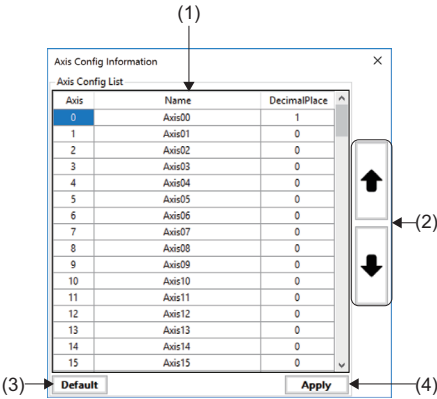 (1)
Axis Config Information ×
Axis Config List
Axis Name DecimalPlace
0 Axis00 1
1 Axis01 0
2 Axis02 0
3 Axis03 0
4 Axis04 0
5 Axis05 0
6 Axis06 0
7 Axis07 0
8 Axis08 0
9 Axis09 0
10 Axis10 0
11 Axis11 0
12 Axis12 0
13 Axis13 0
14 Axis14 0
15 Axis15 0
(2)
(3) Default Apply (4)